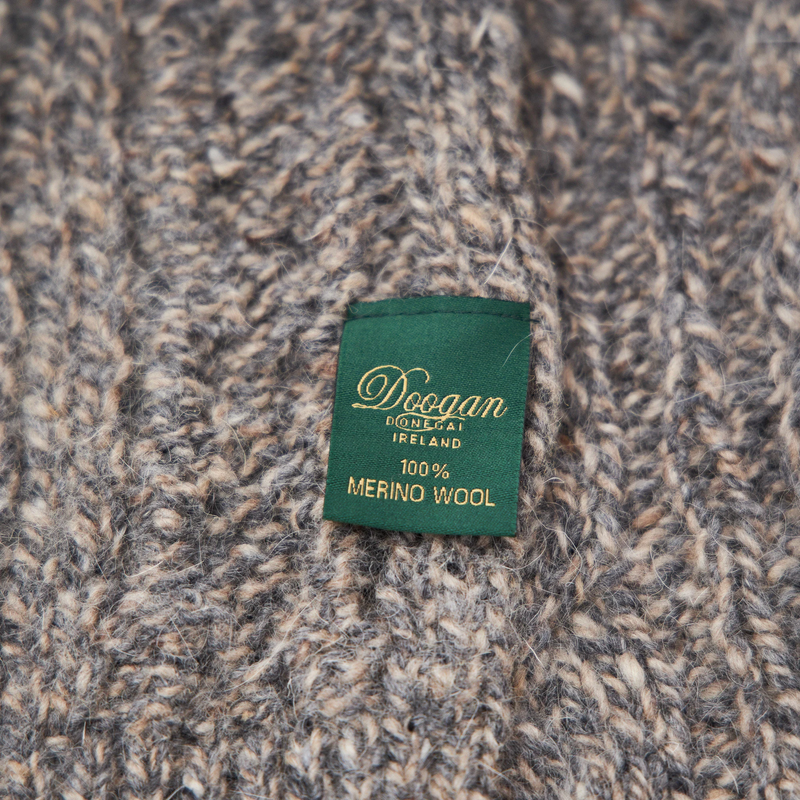 Doogan
DONEGAL
IRELAND
100%
MERINO WOOL